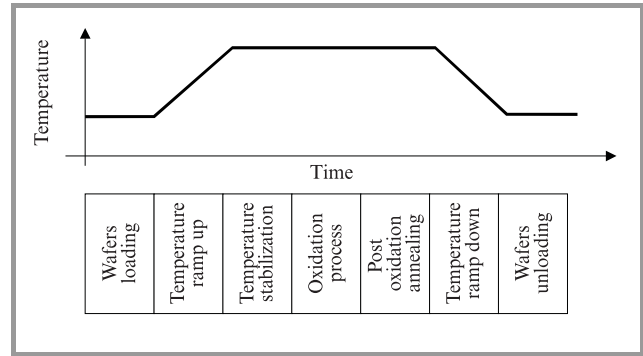 Temperature
Time
Wafers
loading
Temperature
ramp up
Temperature
stabilization
Oxidation
process
Post
oxidation
annealing
Temperature
ramp down
Wafers
unloading